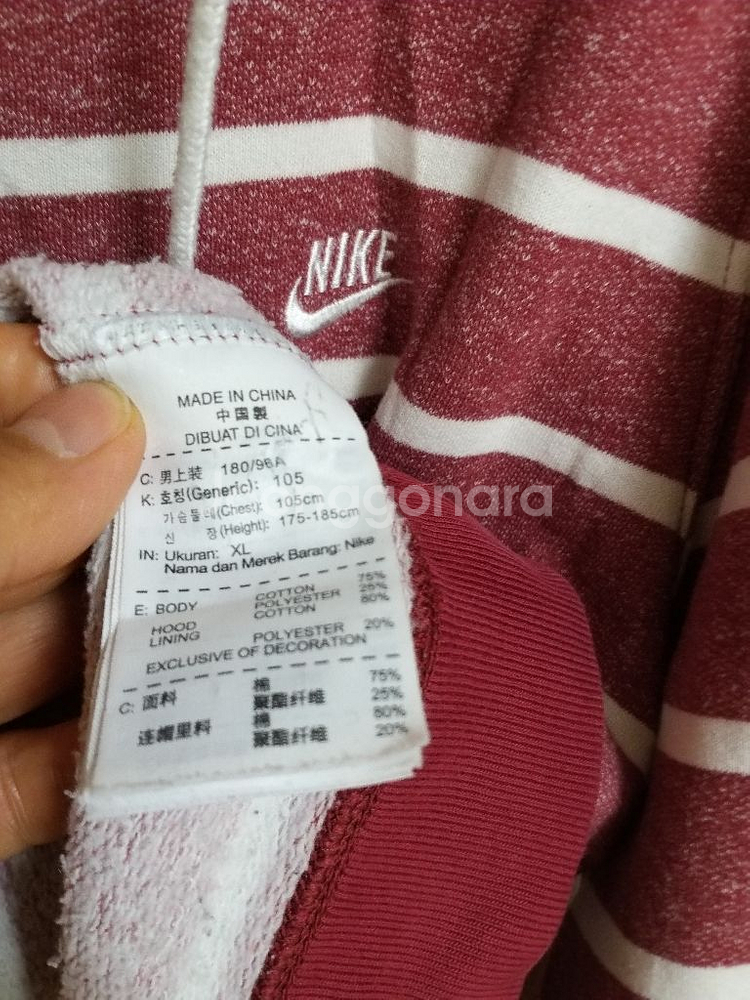 NIKE
MADE IN CHINA
中国製
DIBUAT DI CINA
C: 男上装 180/96A
K: 호칭(Generic): 105
가슴둘레(Chest): 105cm
신 장(Height): 175-185cm
IN: Ukuran: XL
Nama dan Merek Barang: Nike
E: BODY COTTON 75%
POLYESTER 25%
HOOD LINING COTTON 80%
POLYESTER 20%
EXCLUSIVE OF DECORATION
C: 面料 棉 75%
聚酯纤维 25%
连帽里料 棉 80%
聚酯纤维 20%
ggonara